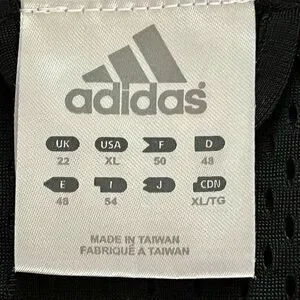 adidas
UK USA F D
22 XL 50 48
E I J CDN
48 54 XL/TG
MADE IN TAIWAN
FABRIQUÉ A TAIWAN